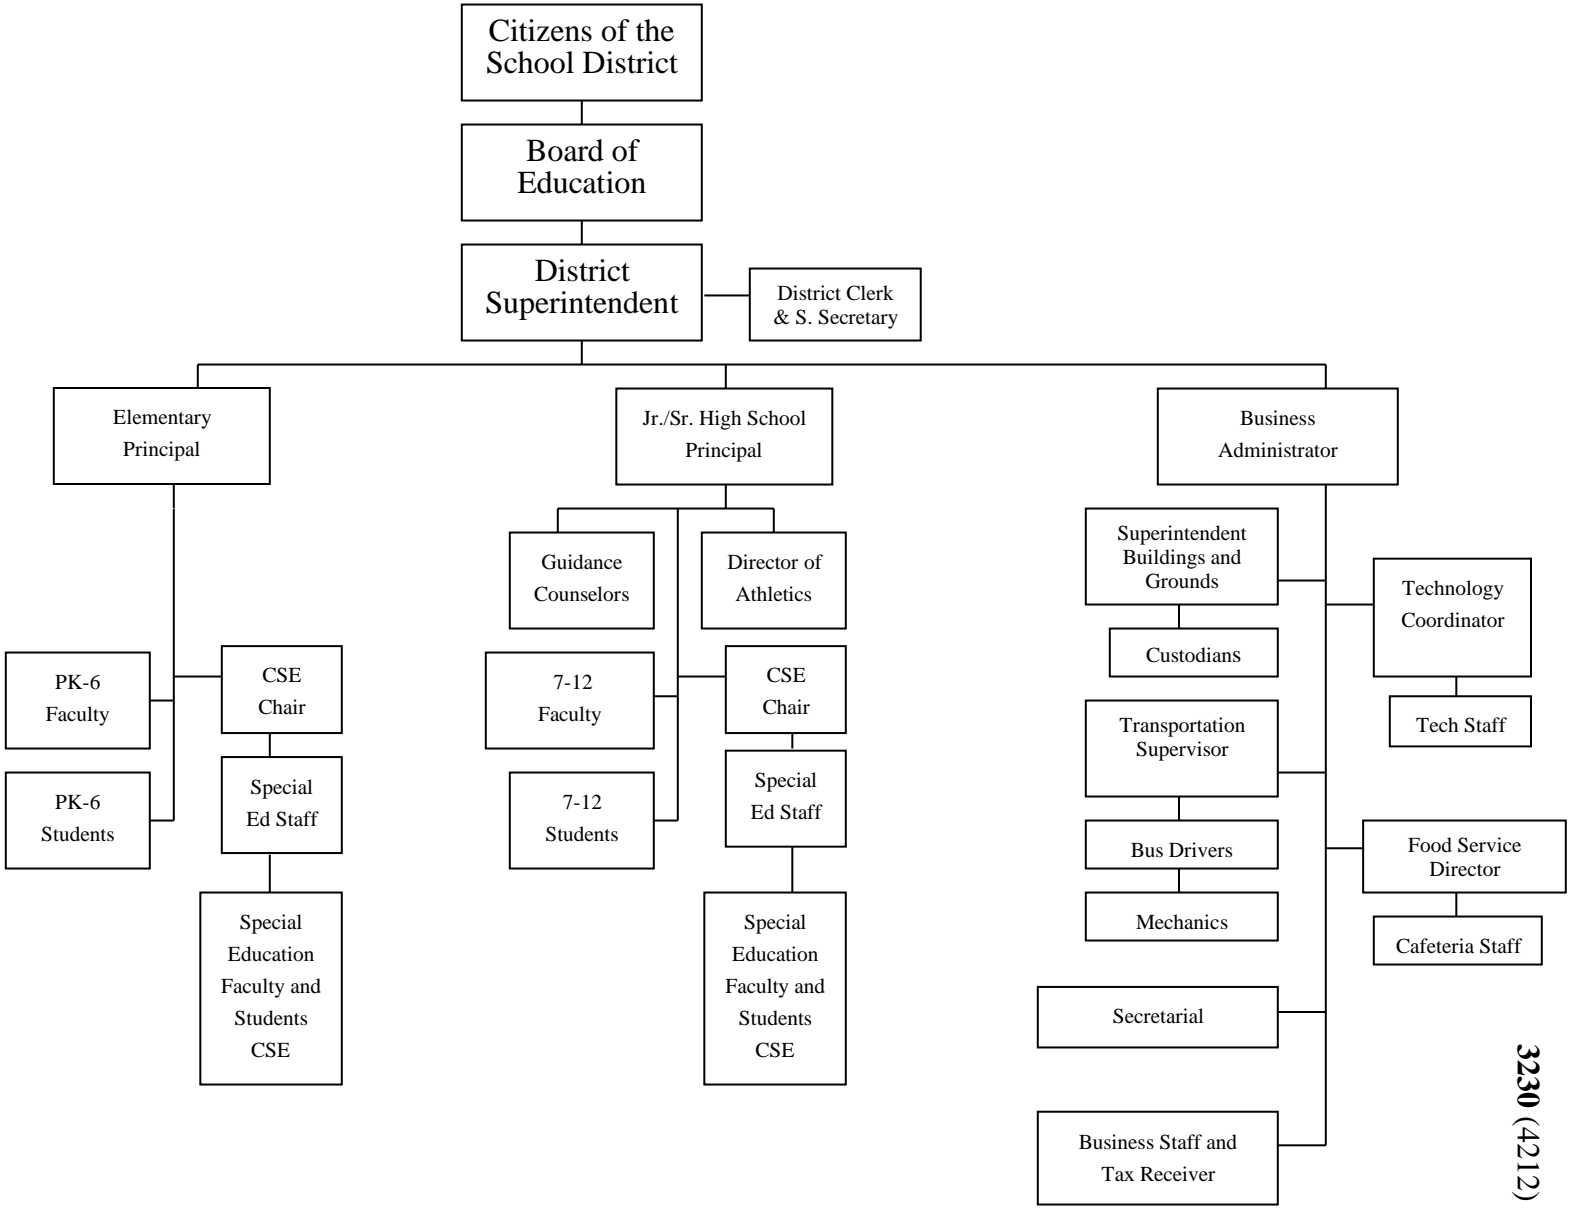 Citizens of the
School District
Board of
Education
District
Superintendent
District Clerk
& S. Secretary
Elementary
Principal
Jr./Sr. High School
Principal
Business
Administrator
Guidance
Counselors
Director of
Athletics
Superintendent
Buildings and
Grounds
Technology
Coordinator
Custodians
PK-6
Faculty
CSE
Chair
7-12
Faculty
CSE
Chair
Transportation
Supervisor
Tech Staff
PK-6
Students
Special
Ed Staff
7-12
Students
Special
Ed Staff
Bus Drivers
Food Service
Director
Mechanics
Cafeteria Staff
Special
Education
Faculty and
Students
CSE
Special
Education
Faculty and
Students
CSE
Secretarial
Business Staff and
Tax Receiver
3230 (4212)